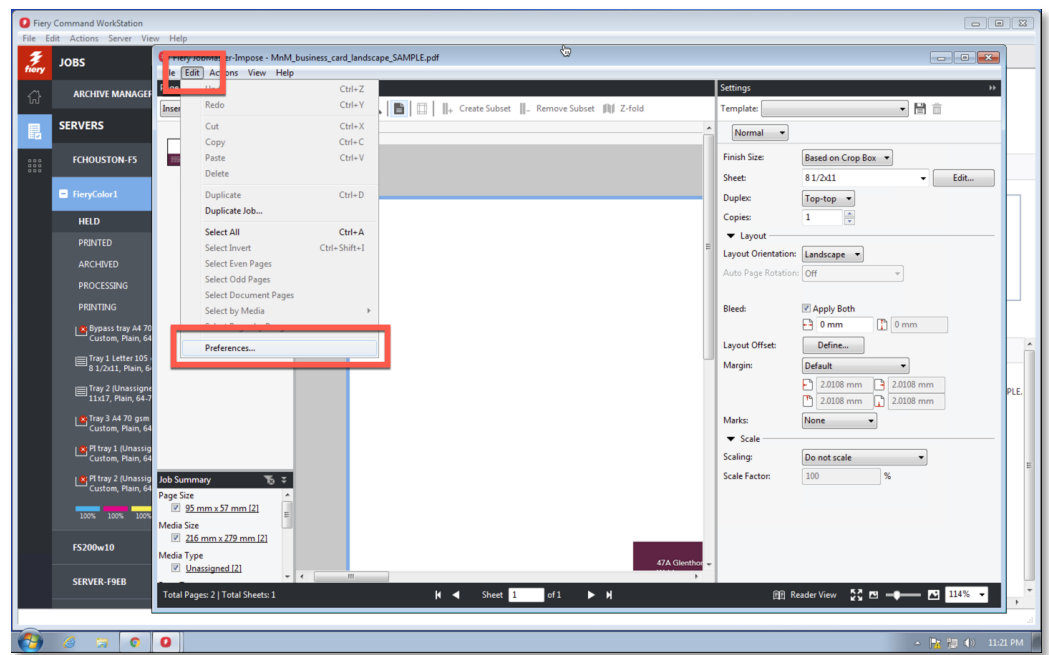 Fiery Command WorkStation
File Edit Actions Server View Help
fiery
JOBS
ARCHIVE MANAGER
SERVERS
FCHOUSTON-F5
FieryColor1
HELD
PRINTED
ARCHIVED
PROCESSING
PRINTING
Bypass tray A4 70
Custom, Plain, 64
Tray 1 Letter 105
8 1/2x11, Plain, 6
Tray 2 (Unassigne
11x17, Plain, 64-7
Tray 3 A4 70 gsm
Custom, Plain, 64
PI tray 1 (Unassig
Custom, Plain, 64
PI tray 2 (Unassig
Custom, Plain, 64
100% 100% 100%
FS200w10
SERVER-F9EB
Fiery JobMaster-Impose - MnM_business_card_landscape_SAMPLE.pdf
Edit Actions View Help
Ctrl+Z
Redo Ctrl+Y
Cut Ctrl+X
Copy Ctrl+C
Paste Ctrl+V
Delete
Duplicate Ctrl+D
Duplicate Job...
Select All Ctrl+A
Select Invert Ctrl+Shift+I
Select Even Pages
Select Odd Pages
Select Document Pages
Select by Media
Preferences...
Create Subset Remove Subset Z-fold
Job Summary
Page Size
95 mm x 57 mm [2]
Media Size
216 mm x 279 mm [2]
Media Type
Unassigned [2]
47A Glenthor
Total Pages: 2 | Total Sheets: 1
Sheet 1 of 1
Reader View 114%
Settings
Template:
Normal
Finish Size: Based on Crop Box
Sheet: 8 1/2x11 Edit...
Duplex: Top-top
Copies: 1
Layout
Layout Orientation: Landscape
Auto Page Rotation: Off
Bleed: Apply Both
0 mm 0 mm
Layout Offset: Define...
Margin: Default
2.0108 mm 2.0108 mm
2.0108 mm 2.0108 mm
Marks: None
Scale
Scaling: Do not scale
Scale Factor: 100 %
PLE.
11:21 PM